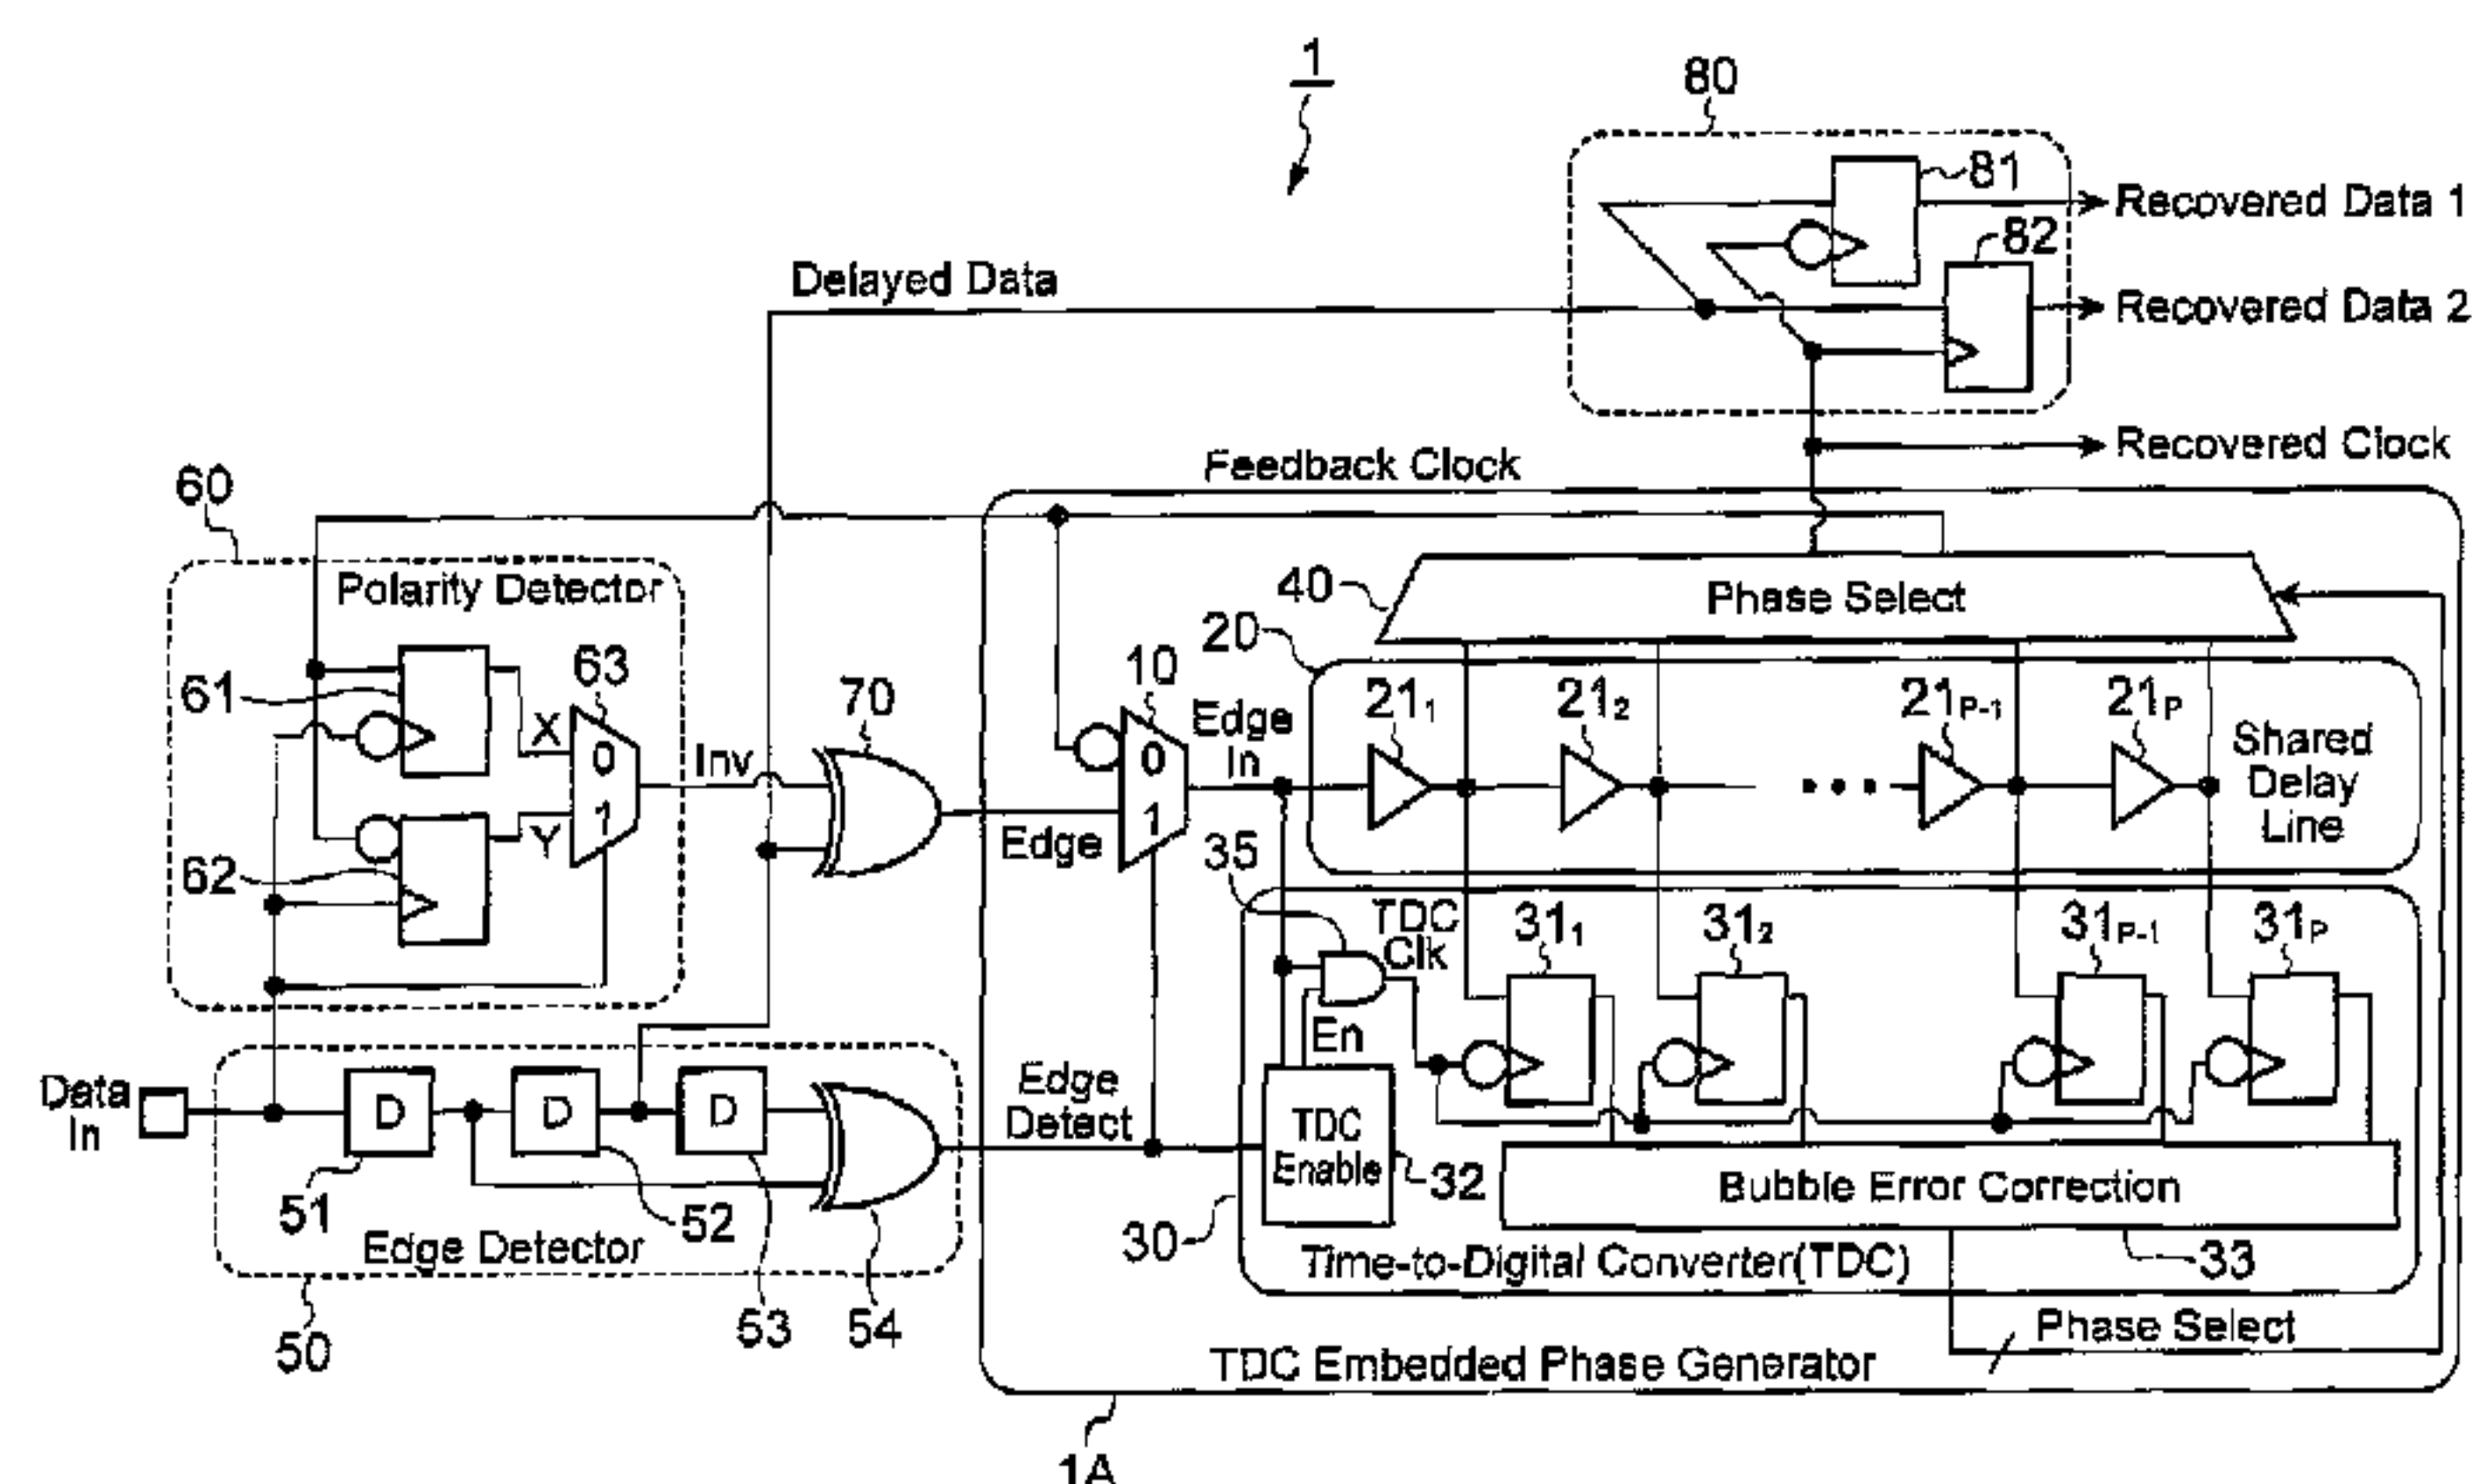 1
80
81
Recovered Data 1
82
Delayed Data
Recovered Data 2
Recovered Clock
Feedback Clock
60
Polarity Detector
40
Phase Select
20
61
X
0
63
Y
1
62
Inv
70
Edge
10
0
1
Edge
In
21₁
21₂
21P-1
21P
Shared
Delay
Line
35
TDC
Clk
31₁
31₂
31P-1
31P
En
Data
In
D
D
D
Edge
Detect
TDC
Enable
32
Bubble Error Correction
51
52
Edge Detector
30
Time-to-Digital Converter(TDC)
33
50
53
54
Phase Select
TDC Embedded Phase Generator
1A